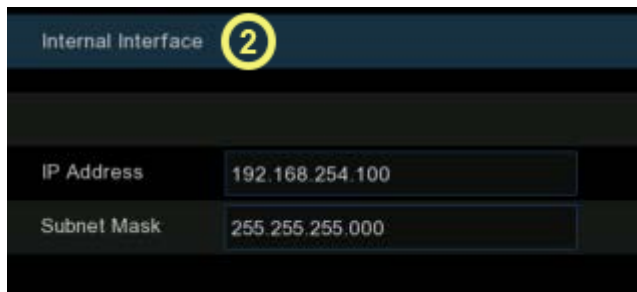 Internal Interface 2
IP Address 192.168.254.100
Subnet Mask 255.255.255.000